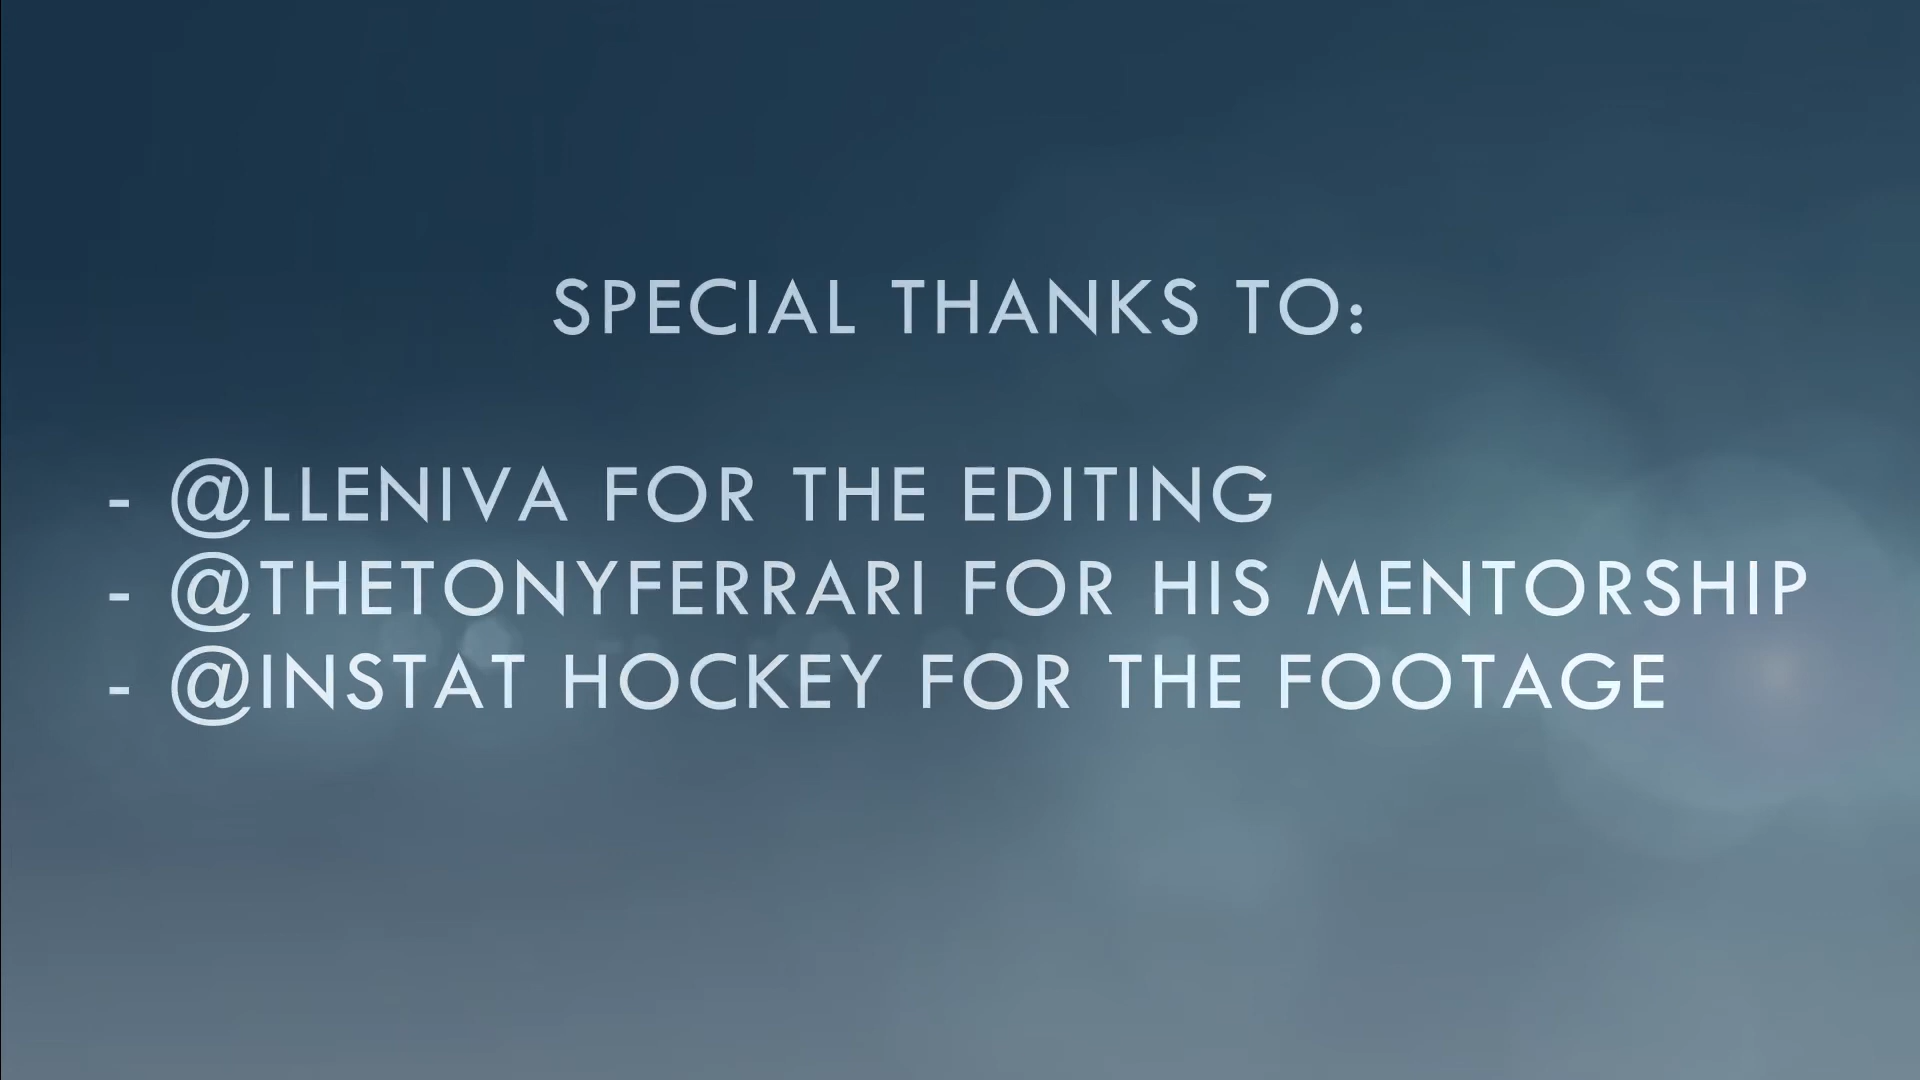 SPECIAL THANKS TO:
- @LLENIVA FOR THE EDITING
- @THETONYFERRARI FOR HIS MENTORSHIP
- @INSTAT HOCKEY FOR THE FOOTAGE